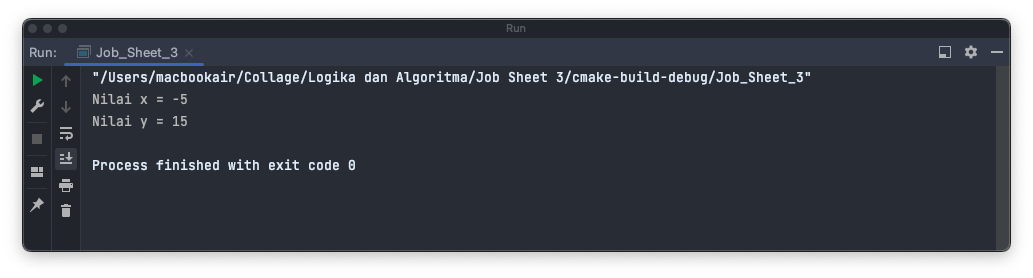 Run
Run:
Job_Sheet_3
"/Users/macbookair/Collage/Logika dan Algoritma/Job Sheet 3/cmake-build-debug/Job_Sheet_3"
Nilai x = -5
Nilai y = 15
Process finished with exit code 0